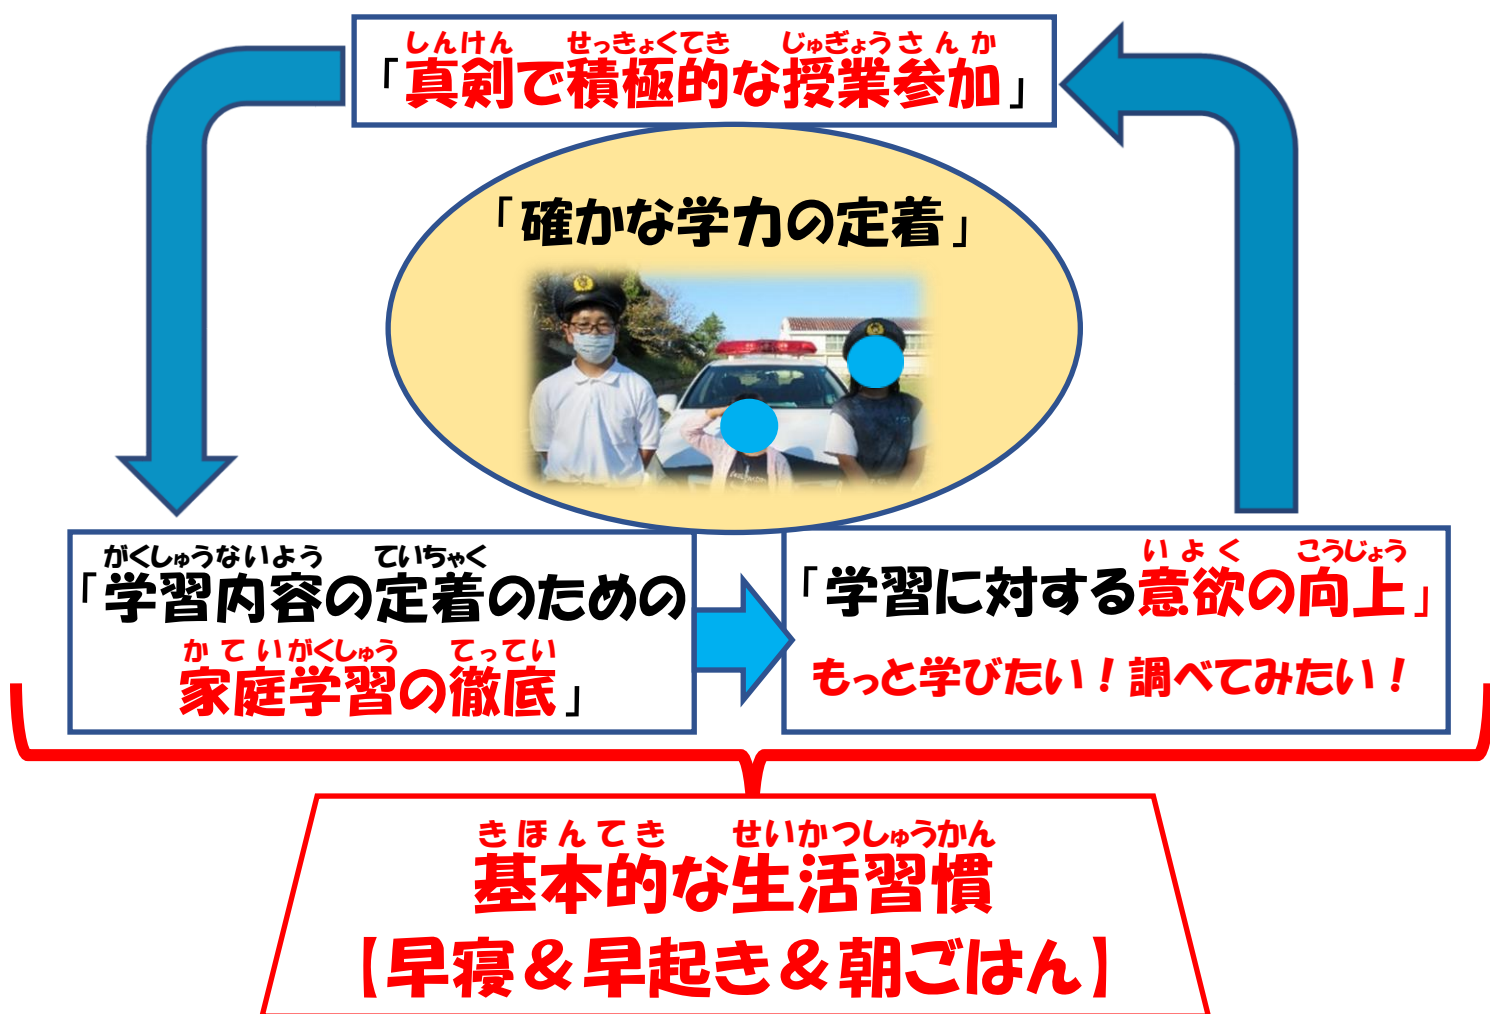 しんけん せっきょくてき じゅぎょうさんか
「真剣で積極的な授業参加」
「確かな学力の定着」
がくしゅうないよう ていちゃく
「学習内容の定着のための
かていがくしゅう てってい
家庭学習の徹底」
いよく こうじょう
「学習に対する意欲の向上」
もっと学びたい！調べてみたい！
きほんてき せいかつしゅうかん
基本的な生活習慣
【早寝＆早起き＆朝ごはん】